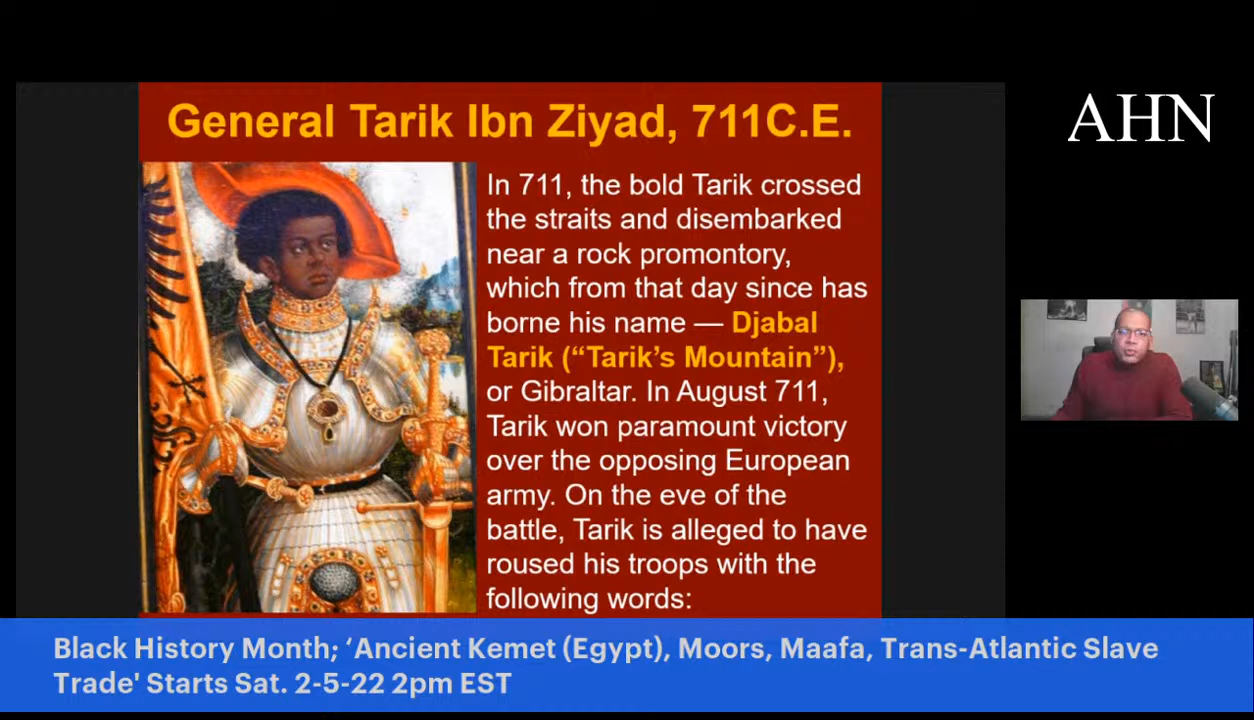 General Tarik Ibn Ziyad, 711C.E.
AHN
In 711, the bold Tarik crossed
the straits and disembarked
near a rock promontory,
which from that day since has
borne his name — Djabal
Tarik (“Tarik’s Mountain”),
or Gibraltar. In August 711,
Tarik won paramount victory
over the opposing European
army. On the eve of the
battle, Tarik is alleged to have
roused his troops with the
following words:
Black History Month; ‘Ancient Kemet (Egypt), Moors, Maafa, Trans-Atlantic Slave
Trade' Starts Sat. 2-5-22 2pm EST